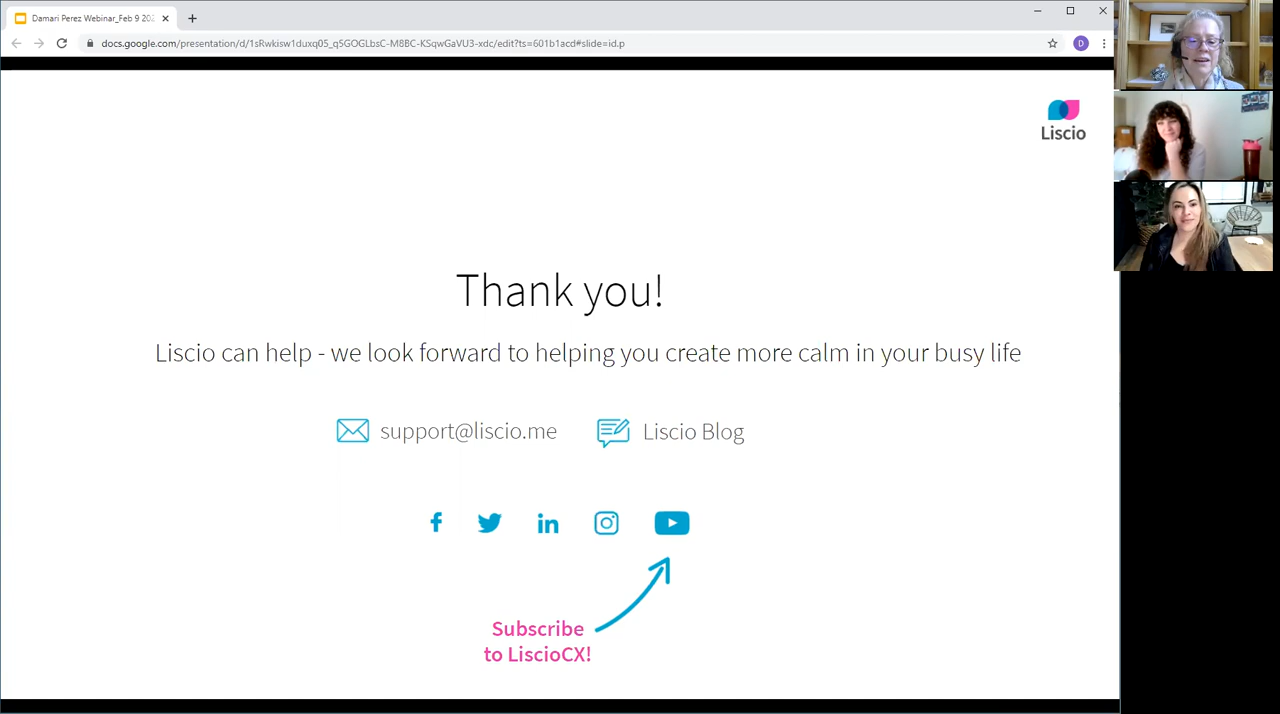 Damari Perez Webinar_Feb 9 202
docs.google.com/presentation/d/1sRwkisw1duxq05_q5GOGLbsC-M8BC-KSqwGaVU3-xdc/edit?ts=601b1acd#slide=id.p
D
Liscio
Thank you!
Liscio can help - we look forward to helping you create more calm in your busy life
support@liscio.me
Liscio Blog
Subscribe
to LiscioCX!